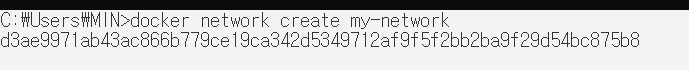 C:₩Users₩MIN>docker network create my-network
d3ae9971ab43ac866b779ce19ca342d5349712af9f5f2bb2ba9f29d54bc875b8